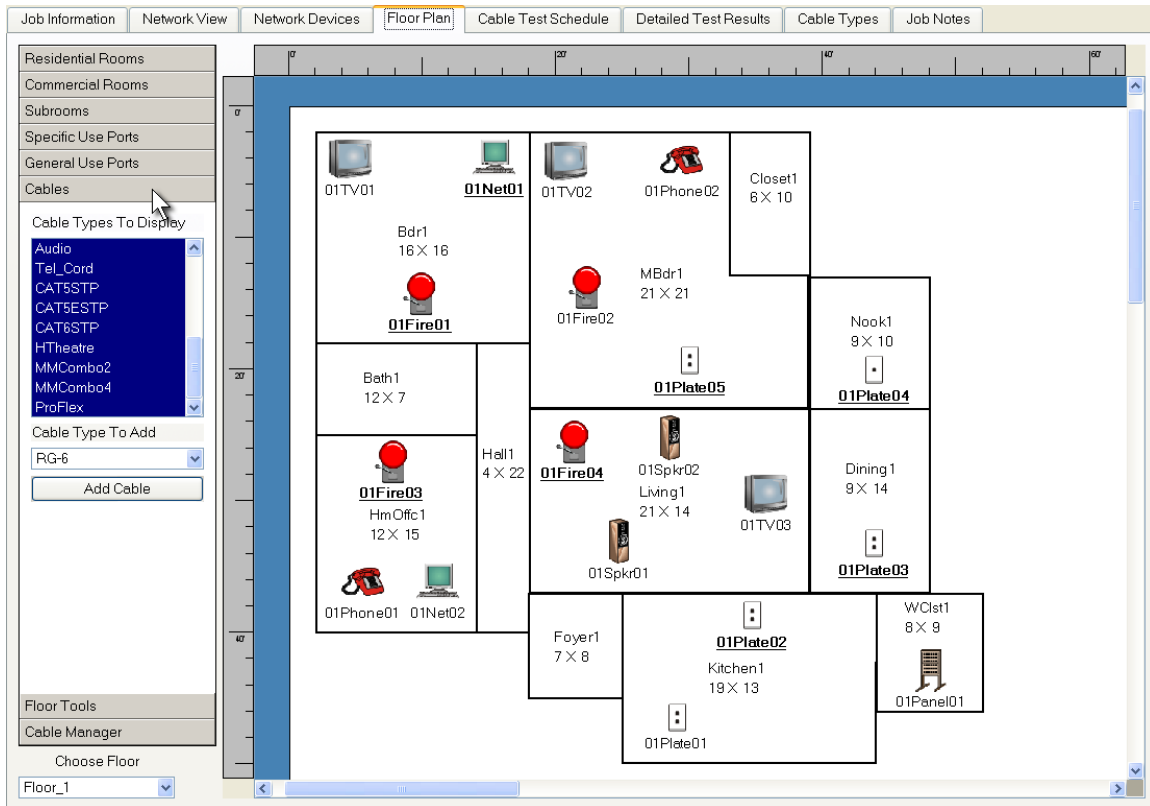 Job Information
Network View
Network Devices
Floor Plan
Cable Test Schedule
Detailed Test Results
Cable Types
Job Notes
Residential Rooms
Commercial Rooms
Subrooms
Specific Use Ports
General Use Ports
Cables
Cable Types To Display
Audio
Tel_Cord
CAT5STP
CAT5ESTP
CAT6STP
HTheatre
MMCombo2
MMCombo4
ProFlex
Cable Type To Add
RG-6
Add Cable
Floor Tools
Cable Manager
Choose Floor
Floor_1
0'
20'
40'
60'
0'
20'
40'
01TV01
01Net01
01TV02
01Phone02
Closet1
6 X 10
Bdr1
16 X 16
MBdr1
21 X 21
01Fire01
01Fire02
Nook1
9 X 10
01Plate05
01Plate04
Bath1
12 X 7
Hall1
4 X 22
01Fire03
HmOffc1
12 X 15
01Fire04
01Spkr02
Living1
21 X 14
01TV03
01Spkr01
Dining1
9 X 14
01Plate03
01Phone01
01Net02
Foyer1
7 X 8
01Plate02
Kitchen1
19 X 13
01Plate01
WClst1
8 X 9
01Panel01